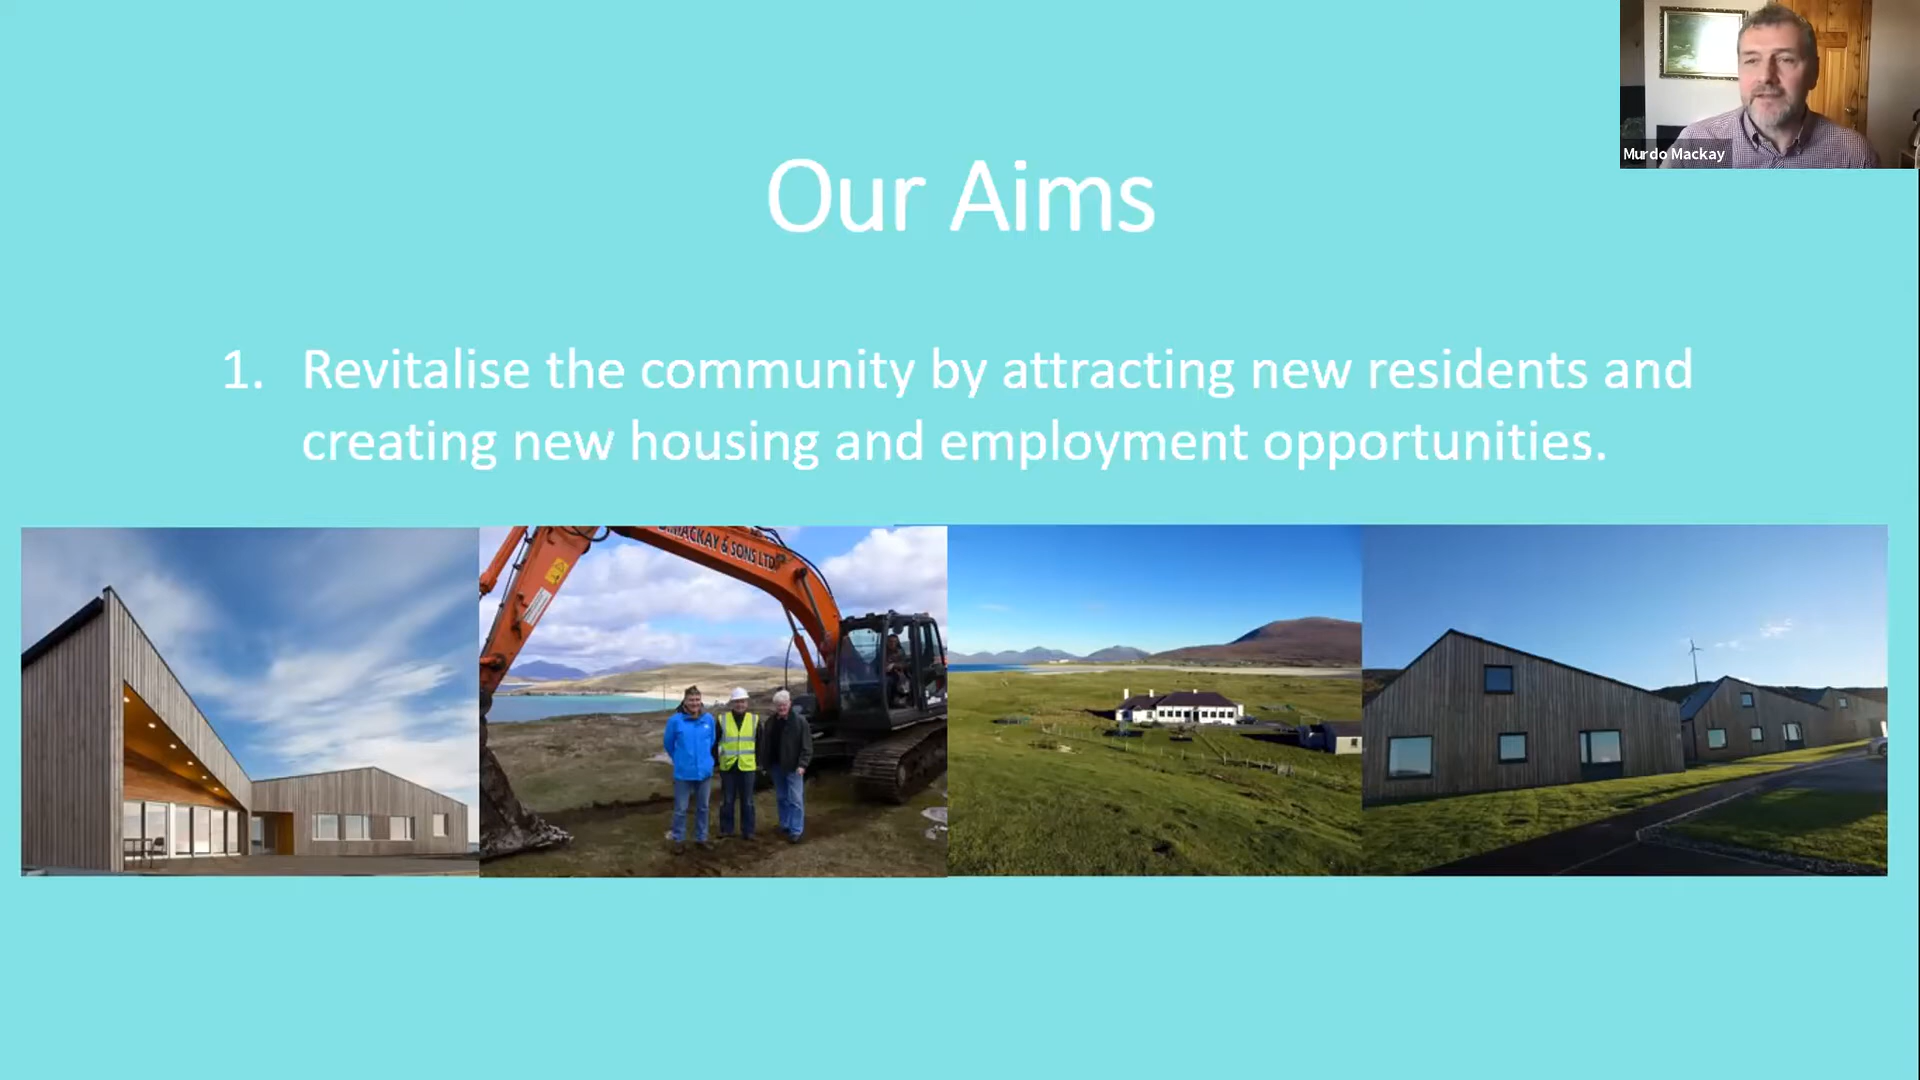 Murdo Mackay
Our Aims
1. Revitalise the community by attracting new residents and
creating new housing and employment opportunities.
MACKAY & SONS LTD